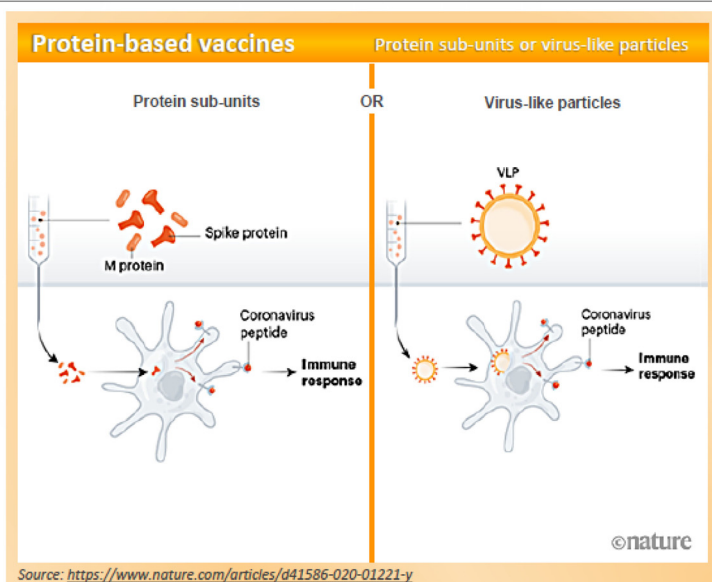 Protein-based vaccines
Protein sub-units or virus-like particles
Protein sub-units
OR
Virus-like particles
Spike protein
M protein
Coronavirus
peptide
Immune
response
VLP
Coronavirus
peptide
Immune
response
©nature
Source: https://www.nature.com/articles/d41586-020-01221-y